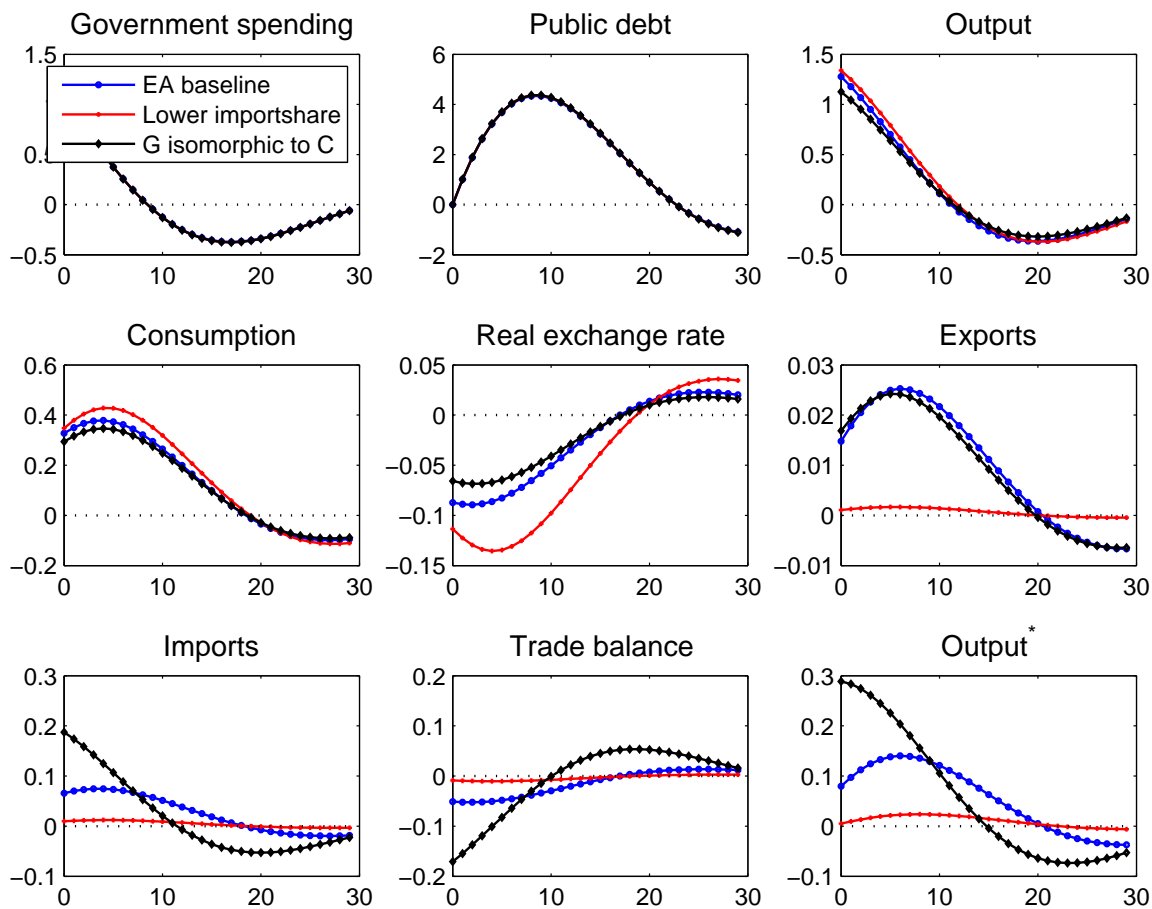 Government spending
Public debt
Output
1.5
0.5
0
−0.5
0 10 20 30
EA baseline
Lower importshare
G isomorphic to C
6
4
2
0
−2
0 10 20 30
1.5
1
0.5
0
−0.5
0 10 20 30
Consumption
Real exchange rate
Exports
0.6
0.4
0.2
0
−0.2
0 10 20 30
0.05
0
−0.05
−0.1
−0.15
0 10 20 30
0.03
0.02
0.01
0
−0.01
0 10 20 30
Imports
Trade balance
Output*
0.3
0.2
0.1
0
−0.1
0 10 20 30
0.2
0.1
0
−0.1
−0.2
0 10 20 30
0.3
0.2
0.1
0
−0.1
0 10 20 30